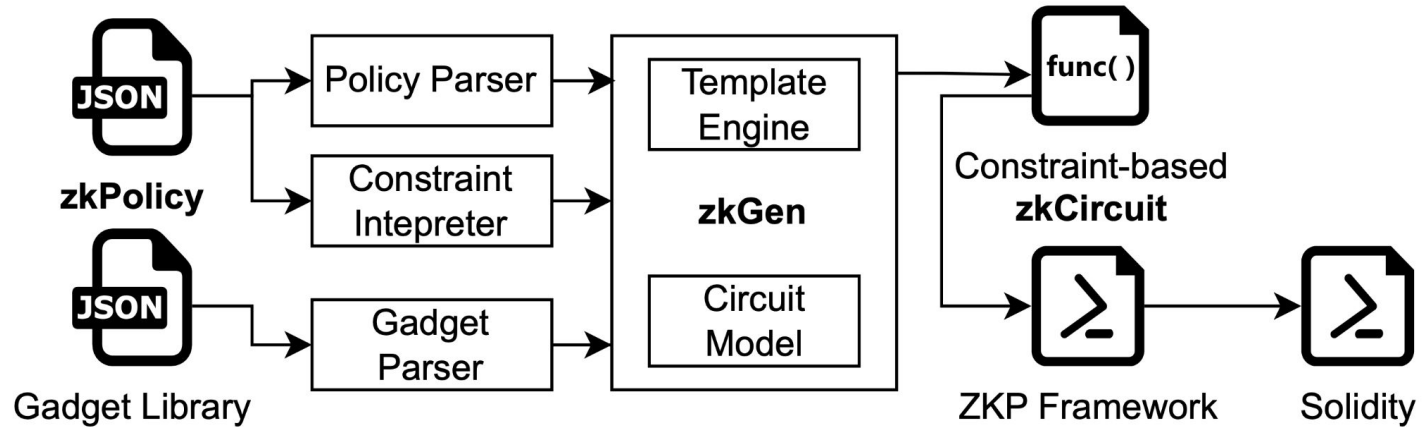 JSON
zkPolicy
JSON
Gadget Library
Policy Parser
Constraint
Intepreter
Gadget
Parser
Template
Engine
zkGen
Circuit
Model
func( )
Constraint-based
zkCircuit
ZKP Framework
Solidity